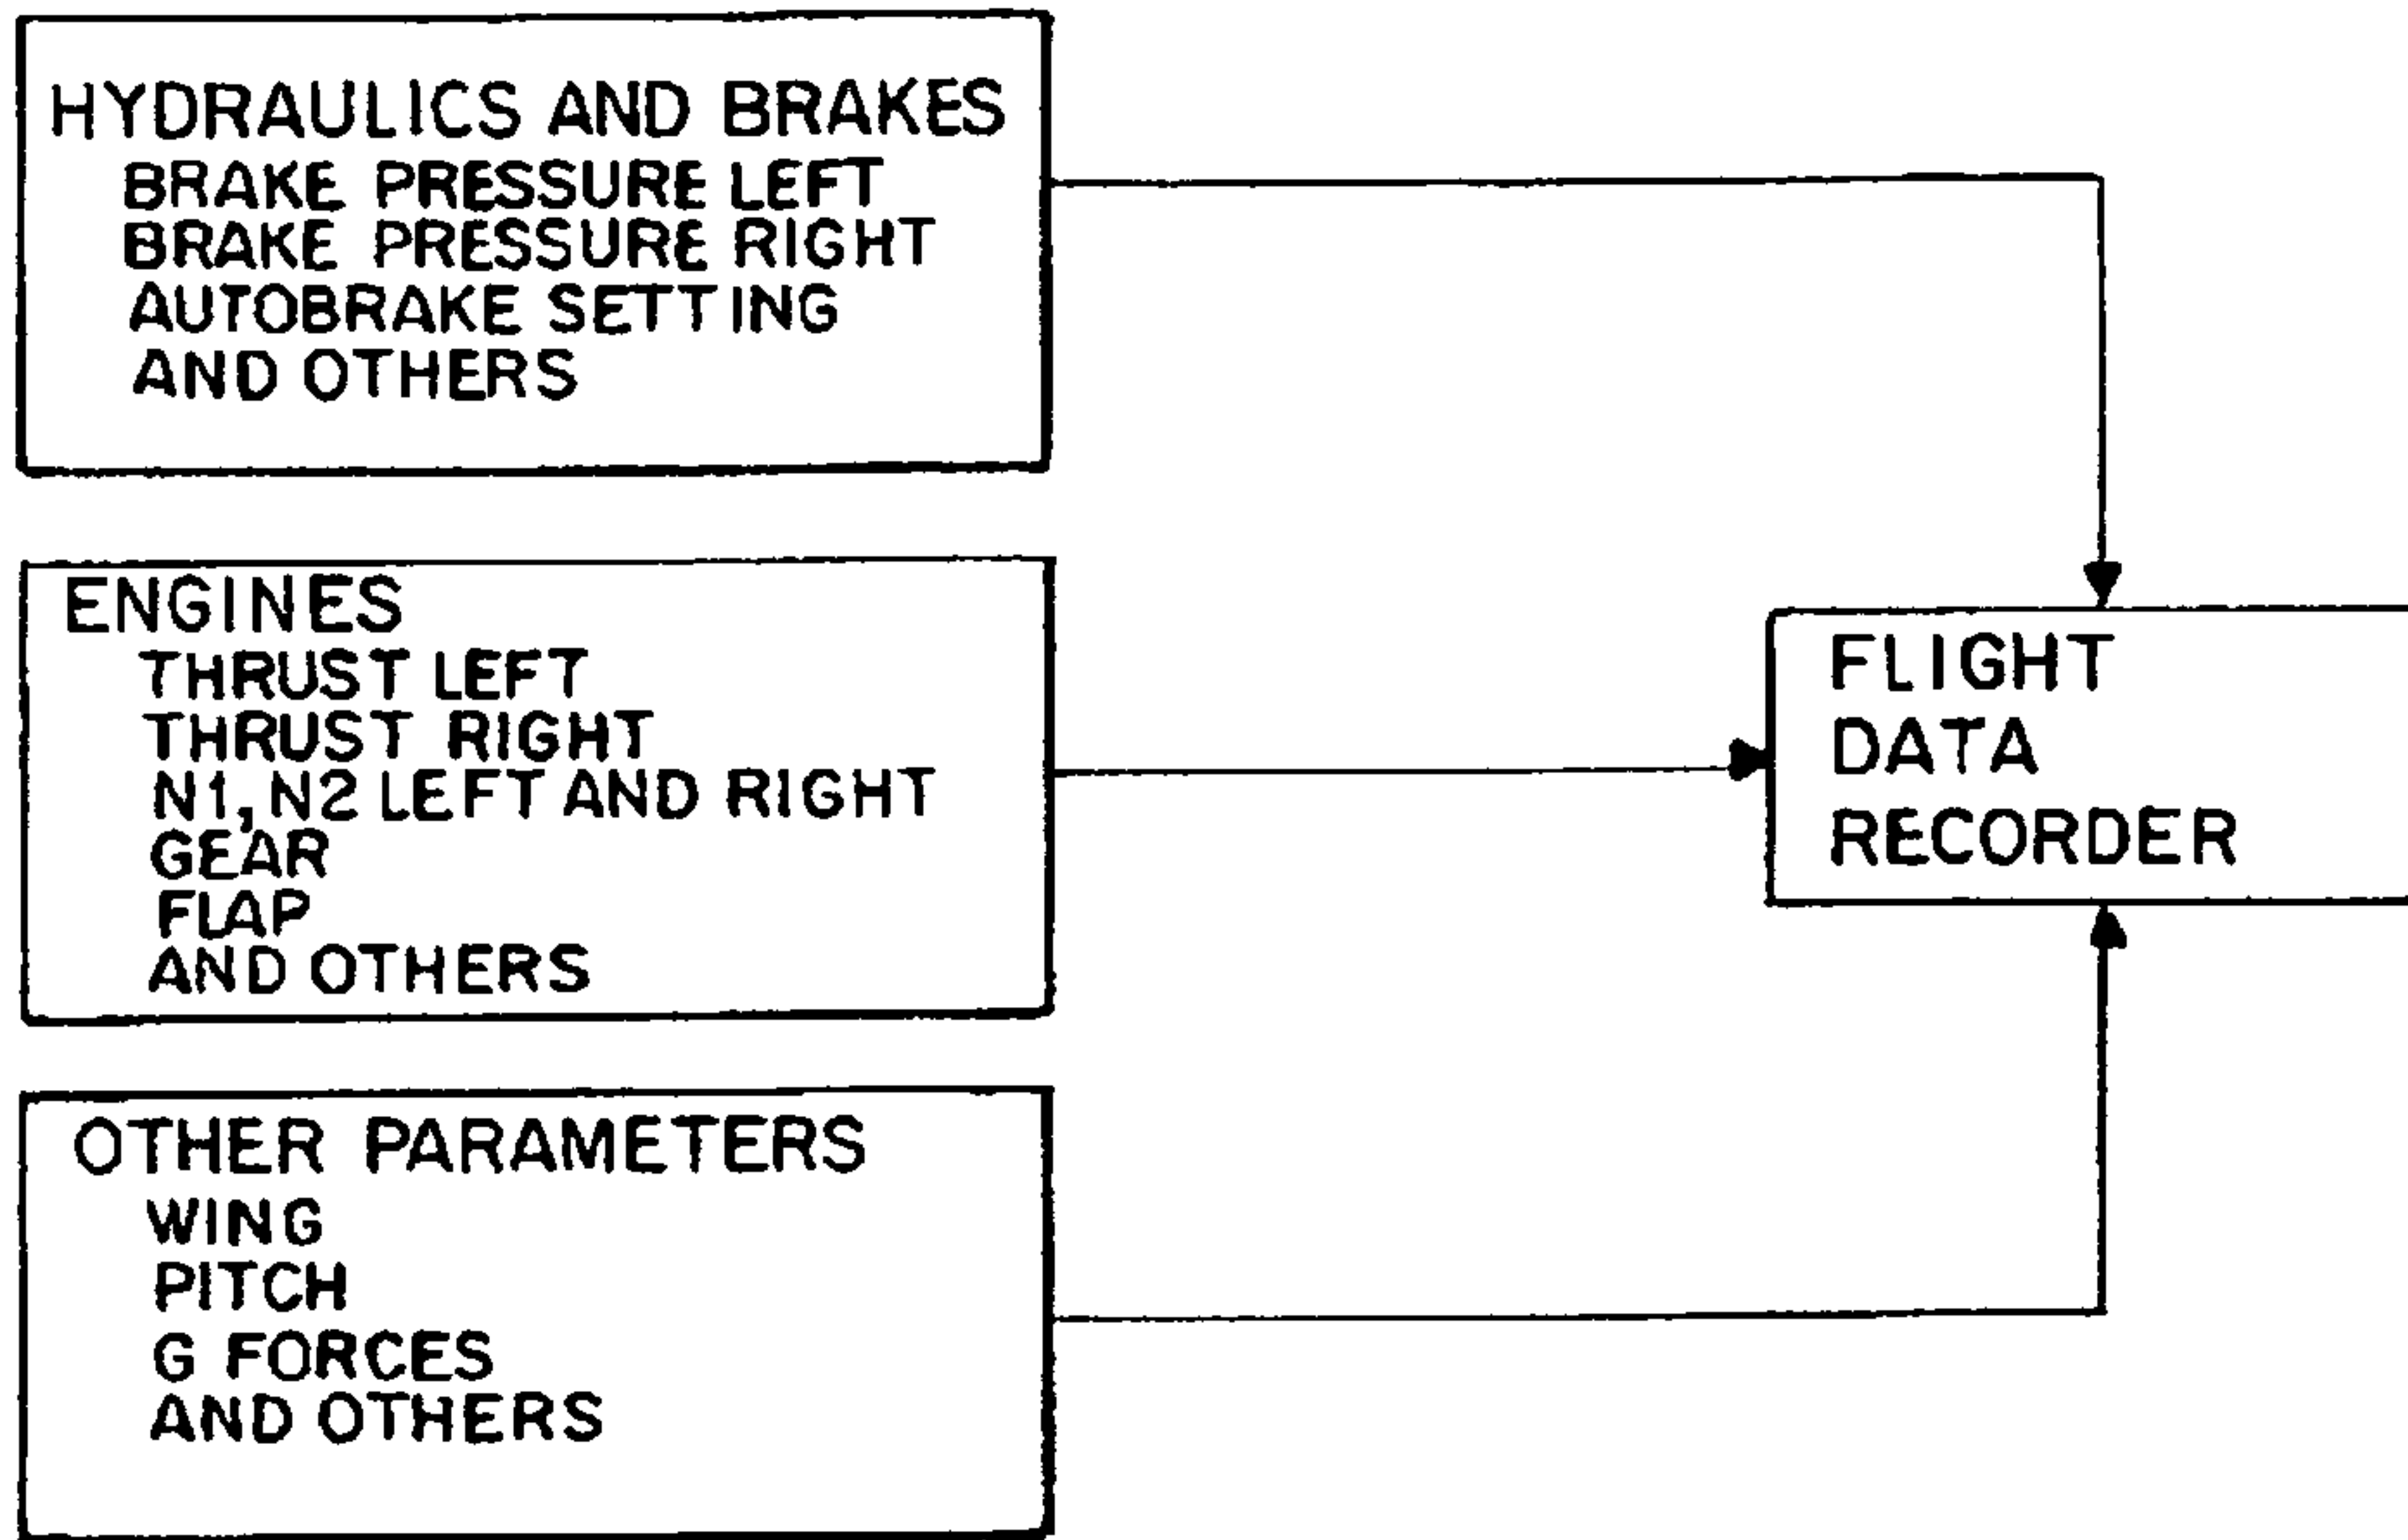 HYDRAULICS AND BRAKES
BRAKE PRESSURE LEFT
BRAKE PRESSURE RIGHT
AUTOBRAKE SETTING
AND OTHERS
ENGINES
THRUST LEFT
THRUST RIGHT
N1, N2 LEFT AND RIGHT
GEAR
FLAP
AND OTHERS
OTHER PARAMETERS
WING
PITCH
G FORCES
AND OTHERS
FLIGHT
DATA
RECORDER